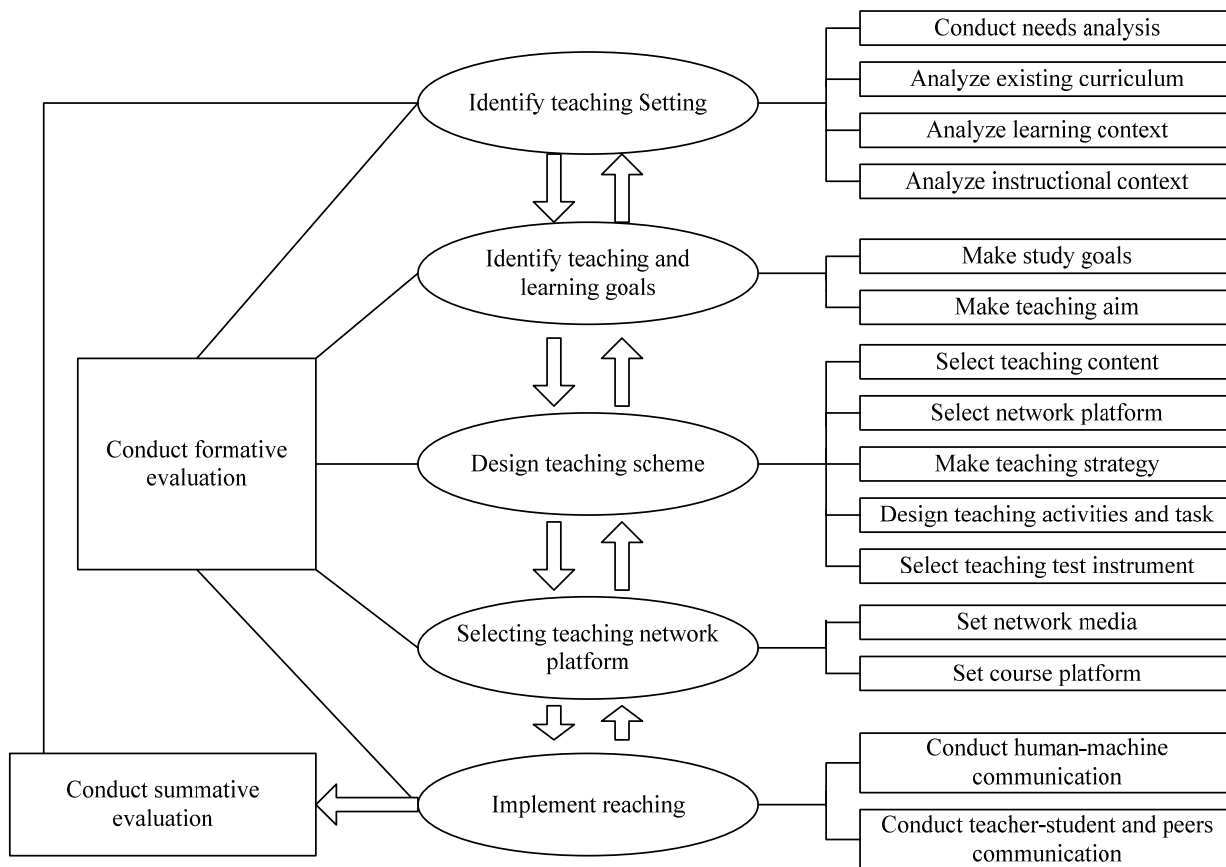 Conduct needs analysis
Identify teaching Setting
Analyze existing curriculum
Analyze learning context
Analyze instructional context
Identify teaching and
learning goals
Make study goals
Make teaching aim
Conduct formative
evaluation
Design teaching scheme
Select teaching content
Select network platform
Make teaching strategy
Design teaching activities and task
Select teaching test instrument
Selecting teaching network
platform
Set network media
Set course platform
Conduct summative
evaluation
Implement reaching
Conduct human-machine
communication
Conduct teacher-student and peers
communication